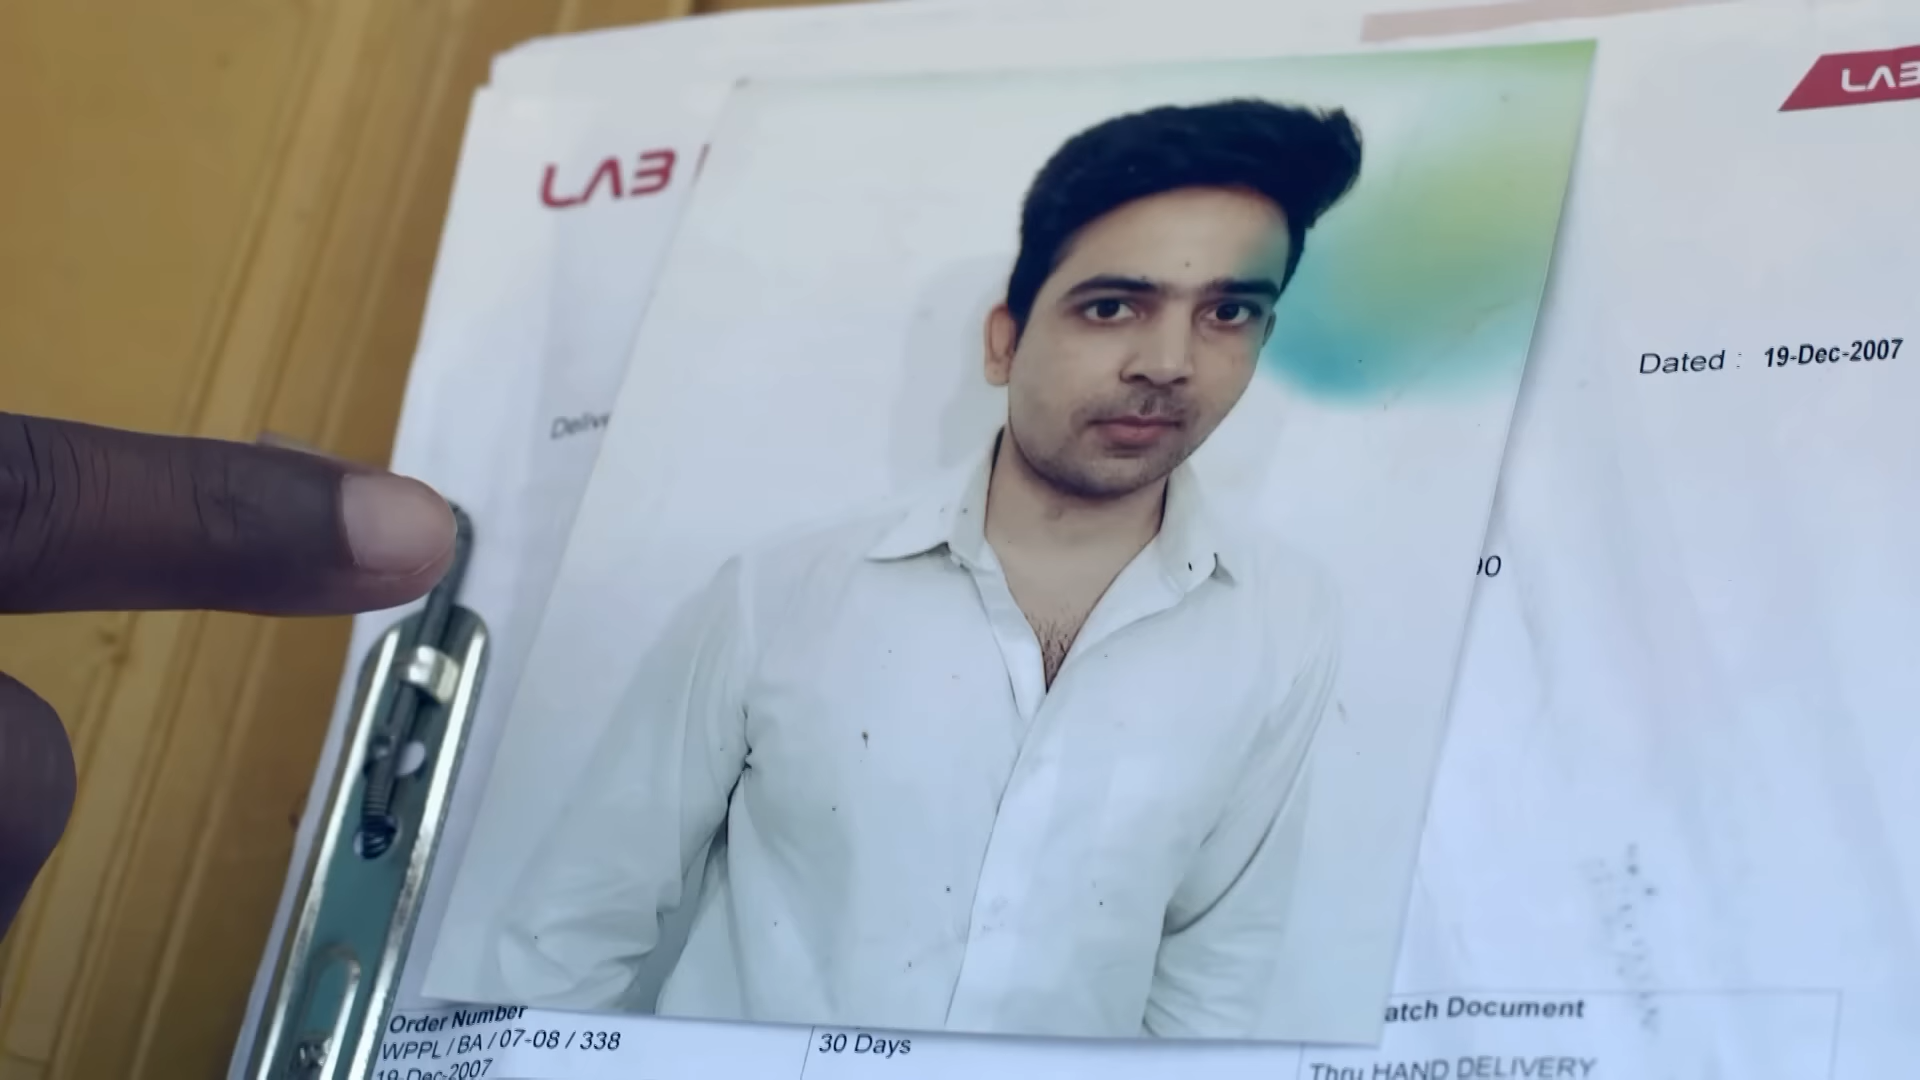 LAB
LAB
Dated : 19-Dec-2007
Order Number
WPPL / BA / 07-08 / 338
19-Dec-2007
30 Days
atch Document
Thru HAND DELIVERY